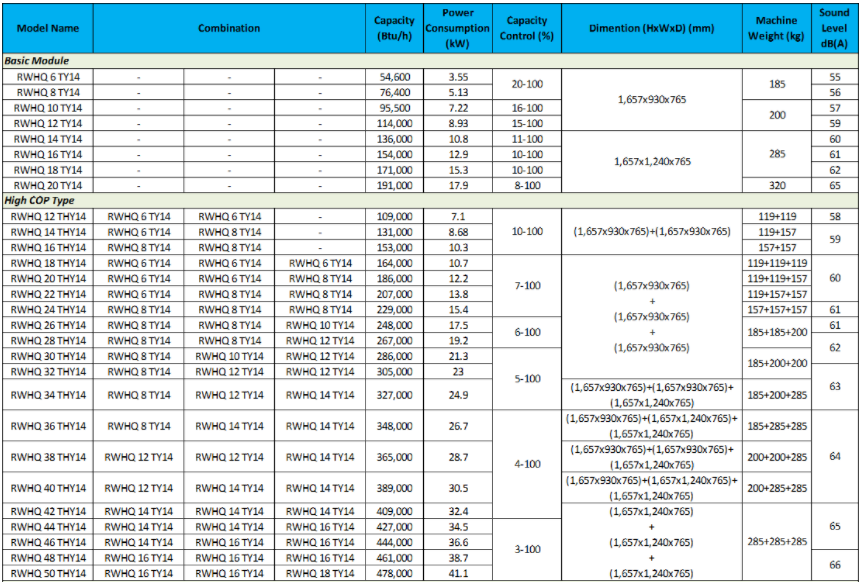 Model Name Combination Capacity (Btu/h) Power Consumption (kW) Capacity Control (%) Dimention (HxWxD) (mm) Machine Weight (kg) Sound Level dB(A)
Basic Module
RWHQ 6 TY14 - - - 54,600 3.55 20-100 1,657x930x765 185 55
RWHQ 8 TY14 - - - 76,400 5.13 56
RWHQ 10 TY14 - - - 95,500 7.22 16-100 200 57
RWHQ 12 TY14 - - - 114,000 8.93 15-100 59
RWHQ 14 TY14 - - - 136,000 10.8 11-100 1,657x1,240x765 285 60
RWHQ 16 TY14 - - - 154,000 12.9 10-100 61
RWHQ 18 TY14 - - - 171,000 15.3 10-100 62
RWHQ 20 TY14 - - - 191,000 17.9 8-100 320 65
High COP Type
RWHQ 12 THY14 RWHQ 6 TY14 RWHQ 6 TY14 - 109,000 7.1 10-100 (1,657x930x765)+(1,657x930x765) 119+119 58
RWHQ 14 THY14 RWHQ 6 TY14 RWHQ 8 TY14 - 131,000 8.68 119+157 59
RWHQ 16 THY14 RWHQ 8 TY14 RWHQ 8 TY14 - 153,000 10.3 157+157
RWHQ 18 THY14 RWHQ 6 TY14 RWHQ 6 TY14 RWHQ 6 TY14 164,000 10.7 7-100 (1,657x930x765) + (1,657x930x765) + (1,657x930x765) 119+119+119 60
RWHQ 20 THY14 RWHQ 6 TY14 RWHQ 6 TY14 RWHQ 8 TY14 186,000 12.2 119+119+157
RWHQ 22 THY14 RWHQ 6 TY14 RWHQ 8 TY14 RWHQ 8 TY14 207,000 13.8 119+157+157
RWHQ 24 THY14 RWHQ 8 TY14 RWHQ 8 TY14 RWHQ 8 TY14 229,000 15.4 157+157+157 61
RWHQ 26 THY14 RWHQ 8 TY14 RWHQ 8 TY14 RWHQ 10 TY14 248,000 17.5 6-100 185+185+200 61
RWHQ 28 THY14 RWHQ 8 TY14 RWHQ 8 TY14 RWHQ 12 TY14 267,000 19.2 62
RWHQ 30 THY14 RWHQ 8 TY14 RWHQ 10 TY14 RWHQ 12 TY14 286,000 21.3 5-100 185+200+200
RWHQ 32 THY14 RWHQ 8 TY14 RWHQ 12 TY14 RWHQ 12 TY14 305,000 23 63
RWHQ 34 THY14 RWHQ 8 TY14 RWHQ 12 TY14 RWHQ 14 TY14 327,000 24.9 (1,657x930x765)+(1,657x930x765)+ (1,657x1,240x765) 185+200+285
RWHQ 36 THY14 RWHQ 8 TY14 RWHQ 14 TY14 RWHQ 14 TY14 348,000 26.7 4-100 (1,657x930x765)+(1,657x1,240x765)+ (1,657x1,240x765) 185+285+285 64
RWHQ 38 THY14 RWHQ 12 TY14 RWHQ 12 TY14 RWHQ 14 TY14 365,000 28.7 (1,657x930x765)+(1,657x930x765)+ (1,657x1,240x765) 200+200+285
RWHQ 40 THY14 RWHQ 12 TY14 RWHQ 14 TY14 RWHQ 14 TY14 389,000 30.5 (1,657x930x765)+(1,657x1,240x765)+ (1,657x1,240x765) 200+285+285
RWHQ 42 THY14 RWHQ 14 TY14 RWHQ 14 TY14 RWHQ 14 TY14 409,000 32.4 (1,657x1,240x765) + (1,657x1,240x765) + (1,657x1,240x765) 285+285+285 65
RWHQ 44 THY14 RWHQ 14 TY14 RWHQ 14 TY14 RWHQ 16 TY14 427,000 34.5 3-100
RWHQ 46 THY14 RWHQ 14 TY14 RWHQ 16 TY14 RWHQ 16 TY14 444,000 36.6
RWHQ 48 THY14 RWHQ 16 TY14 RWHQ 16 TY14 RWHQ 16 TY14 461,000 38.7 66
RWHQ 50 THY14 RWHQ 16 TY14 RWHQ 16 TY14 RWHQ 18 TY14 478,000 41.1